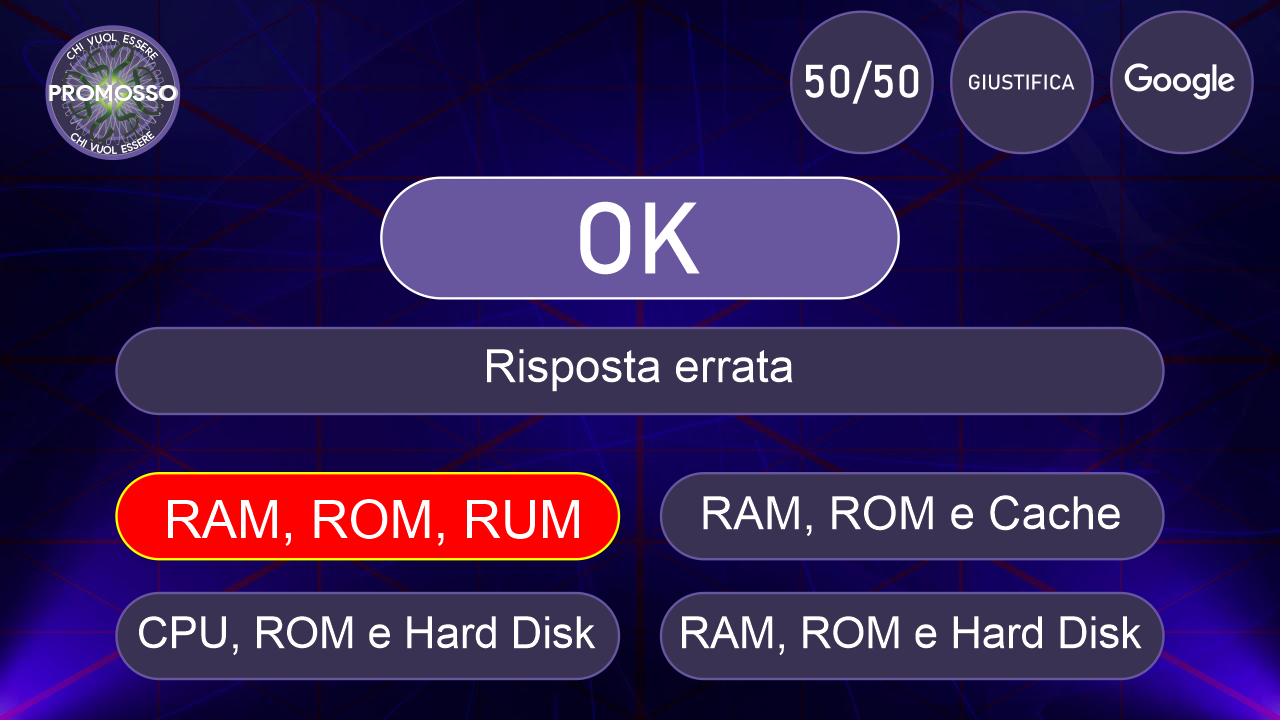 CHI VUOL ESSERE
PROMOSSO
CHI VUOL ESSERE
50/50
GIUSTIFICA
Google
OK
Risposta errata
RAM, ROM, RUM
RAM, ROM e Cache
CPU, ROM e Hard Disk
RAM, ROM e Hard Disk